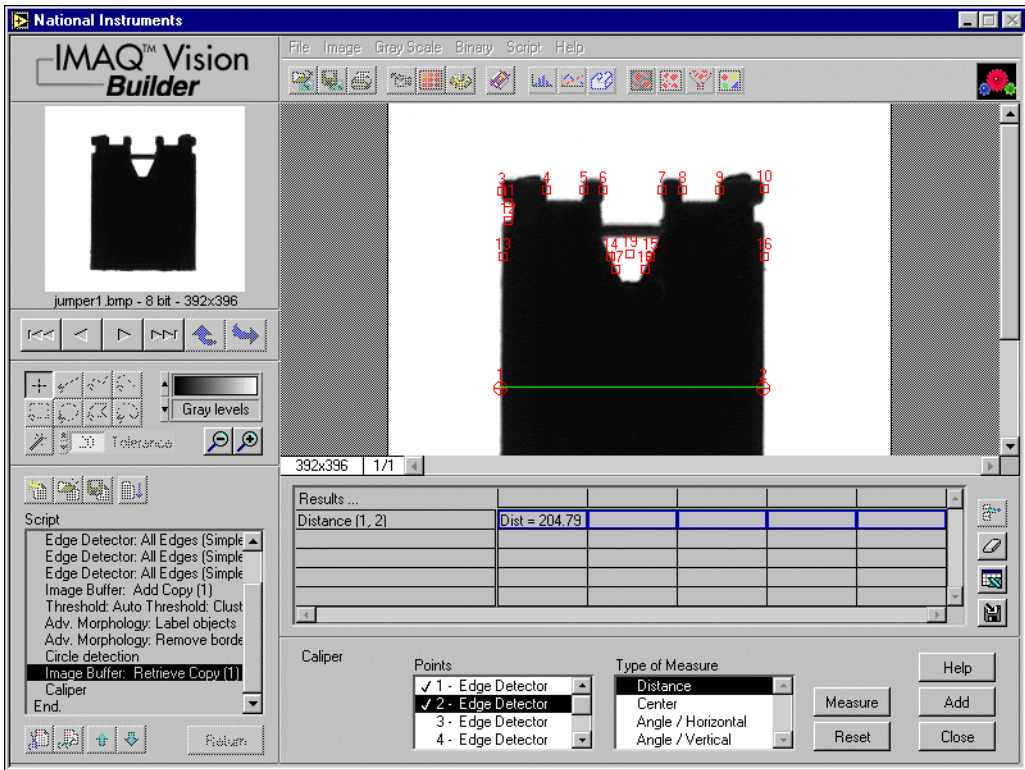 National Instruments
IMAQ™ Vision
Builder
File Image Gray Scale Binary Script Help
jumper1.bmp - 8 bit - 392x396
Gray levels
Tolerance
3 4 5 6 7 8 9 10
11
12
13 14 19 15 16
17 18
1 2
392x396 1/1
Results ...
Distance (1, 2) Dist = 204.79
Script
Edge Detector: All Edges (Simple
Edge Detector: All Edges (Simple
Edge Detector: All Edges (Simple
Image Buffer: Add Copy (1)
Threshold: Auto Threshold: Clust
Adv. Morphology: Label objects
Adv. Morphology: Remove borde
Circle detection
Image Buffer: Retrieve Copy (1)
Caliper
End.
Return
Caliper
Points
✓ 1 - Edge Detector
✓ 2 - Edge Detector
3 - Edge Detector
4 - Edge Detector
Type of Measure
Distance
Center
Angle / Horizontal
Angle / Vertical
Measure
Reset
Help
Add
Close